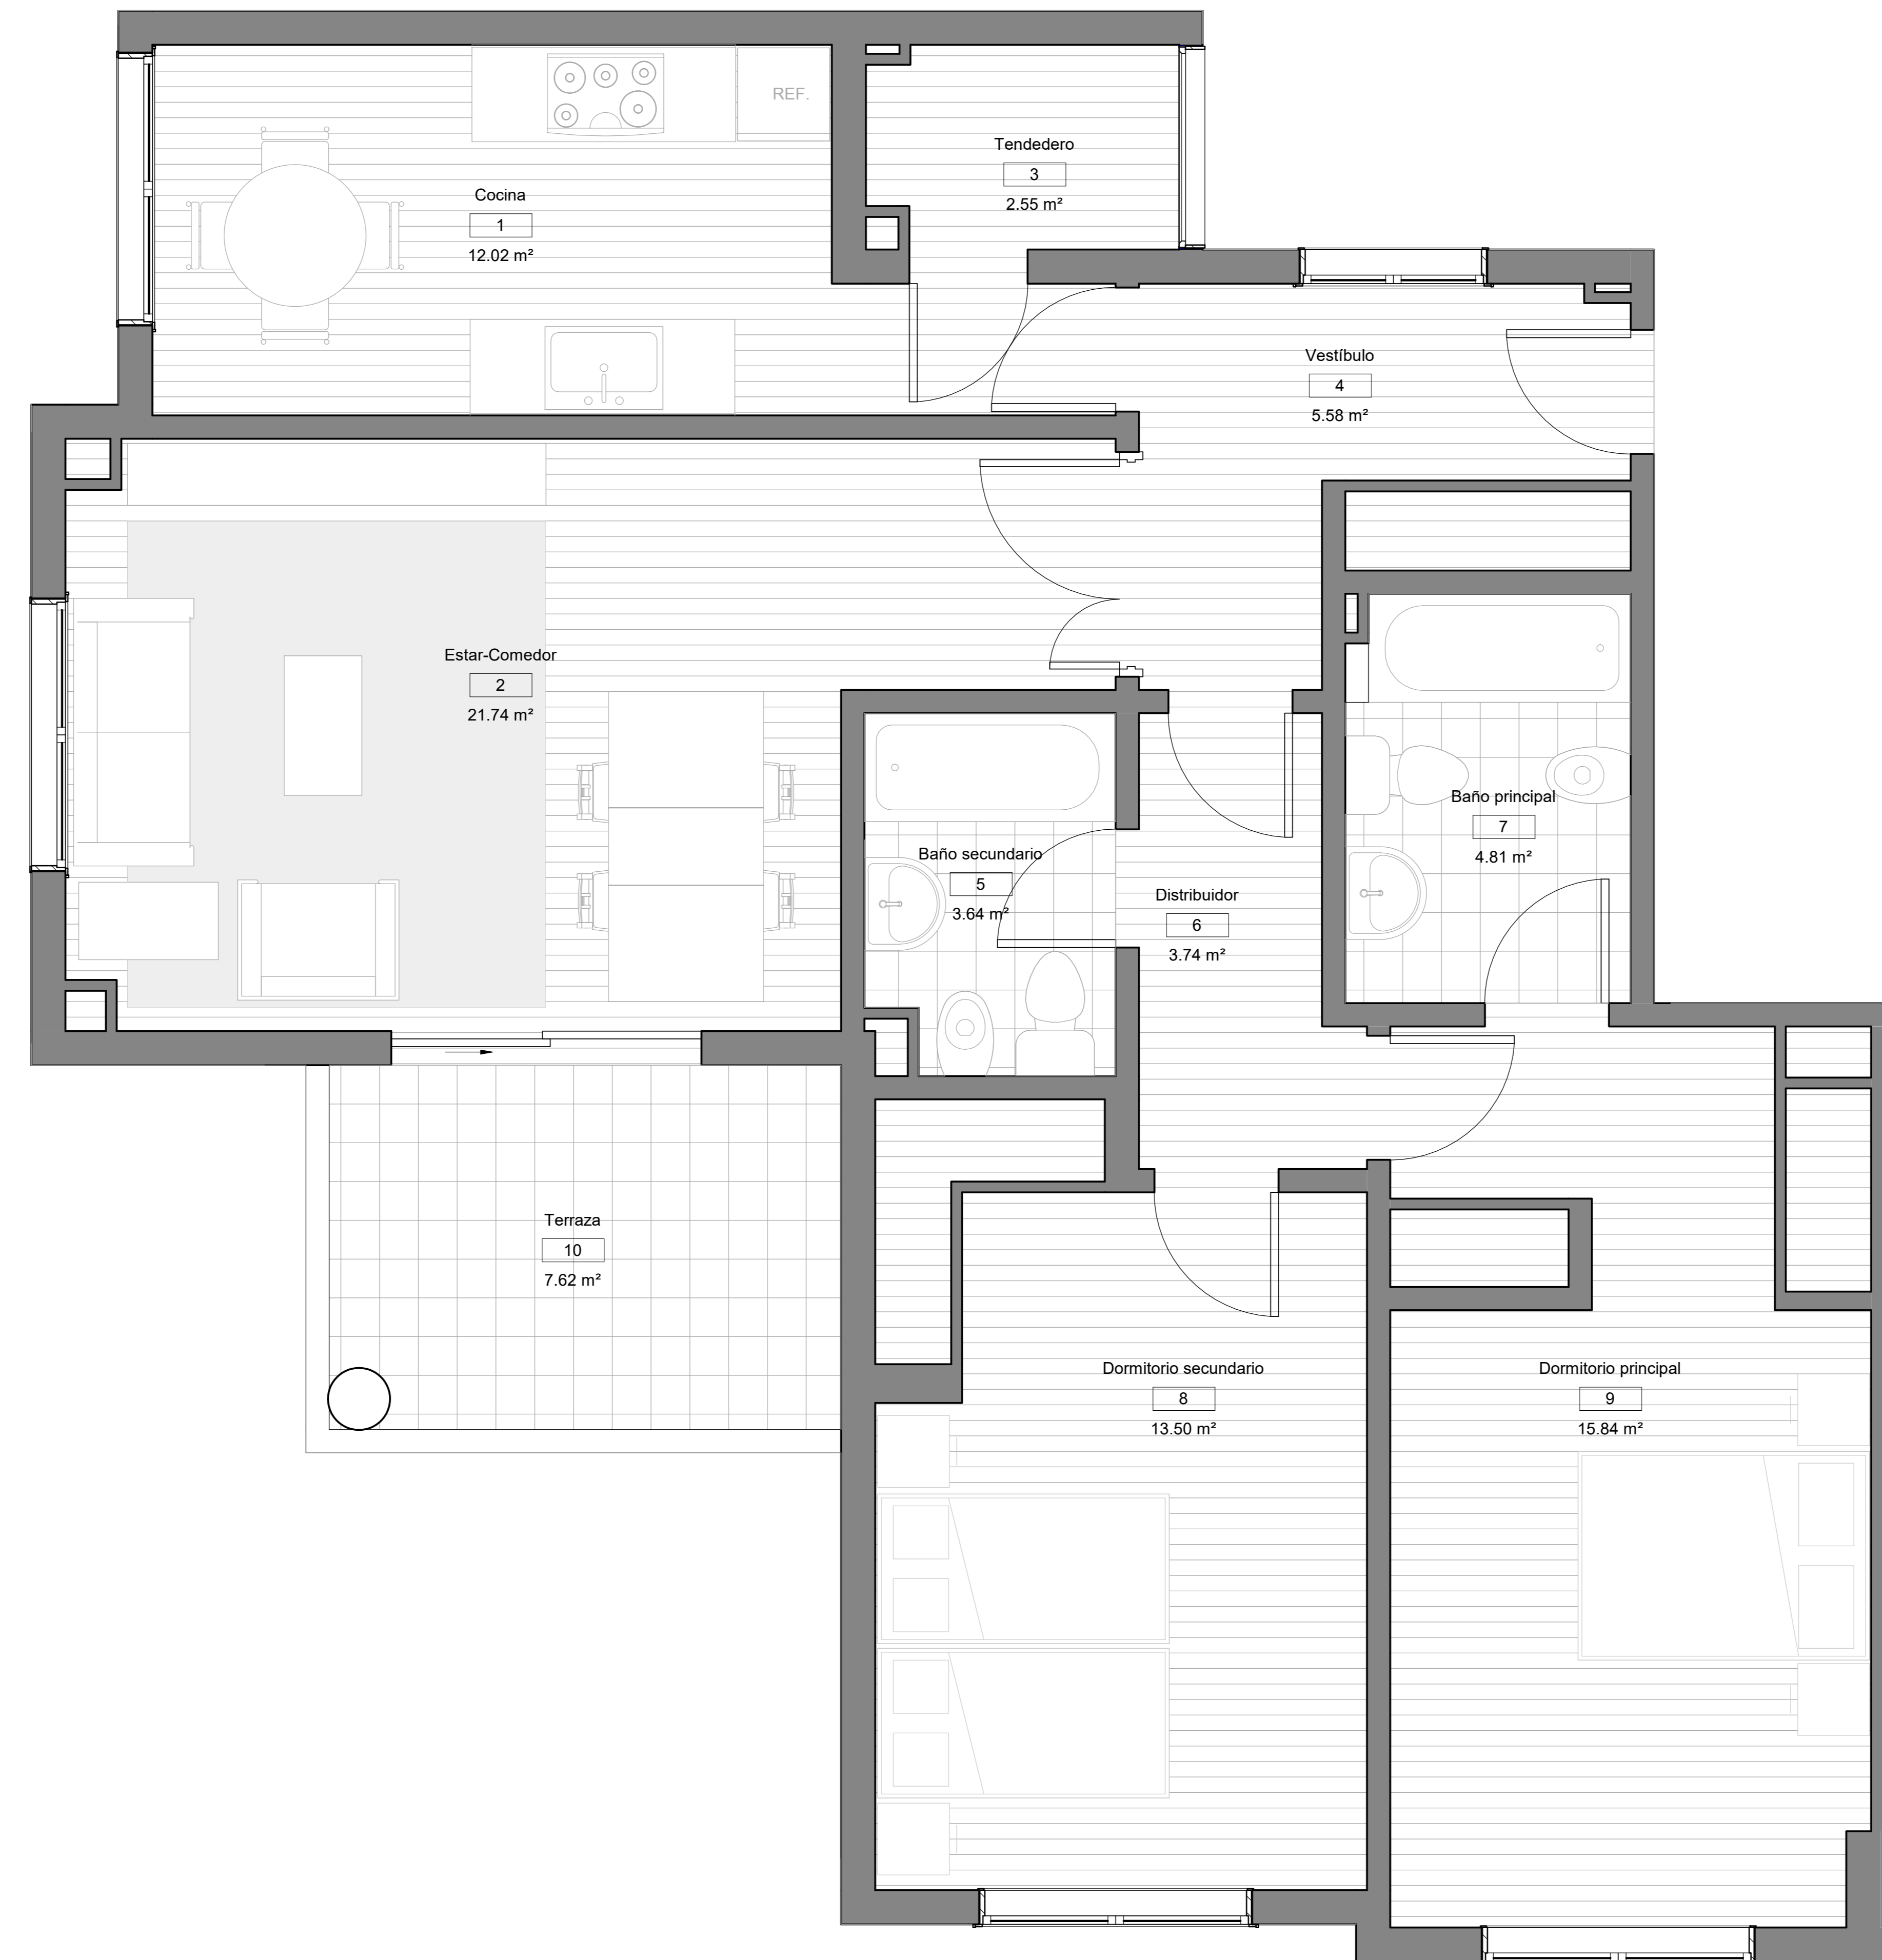 REF.
Tendedero
3
2.55 m²
Cocina
1
12.02 m²
Vestíbulo
4
5.58 m²
Estar-Comedor
2
21.74 m²
Baño principal
7
4.81 m²
Baño secundario
5
3.64 m²
Distribuidor
6
3.74 m²
Terraza
10
7.62 m²
Dormitorio secundario
8
13.50 m²
Dormitorio principal
9
15.84 m²